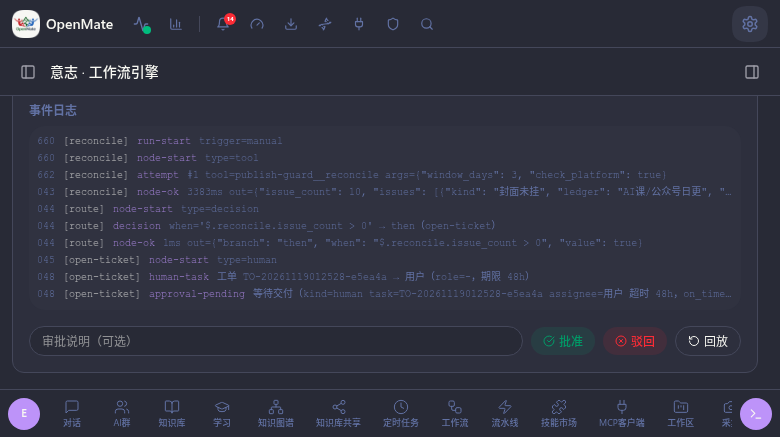 OpenMate
OpenMate
14
意志 · 工作流引擎
事件日志
660 [reconcile] run-start trigger=manual
660 [reconcile] node-start type=tool
662 [reconcile] attempt #1 tool=publish-guard__reconcile args={"window_days": 3, "check_platform": true}
043 [reconcile] node-ok 3383ms out={"issue_count": 10, "issues": [{"kind": "封面未挂", "ledger": "AI课/公众号日更", "…
044 [route] node-start type=decision
044 [route] decision when='$.reconcile.issue_count > 0' → then (open-ticket)
044 [route] node-ok 1ms out={"branch": "then", "when": "$.reconcile.issue_count > 0", "value": true}
045 [open-ticket] node-start type=human
048 [open-ticket] human-task 工单 TO-20261119012528-e5ea4a → 用户 (role=-, 期限 48h)
048 [open-ticket] approval-pending 等待交付 (kind=human task=TO-20261119012528-e5ea4a assignee=用户 超时 48h, on_time…
审批说明（可选）
批准
驳回
回放
E
对话
AI群
知识库
学习
知识图谱
知识库共享
定时任务
工作流
流水线
技能市场
MCP客户端
工作区